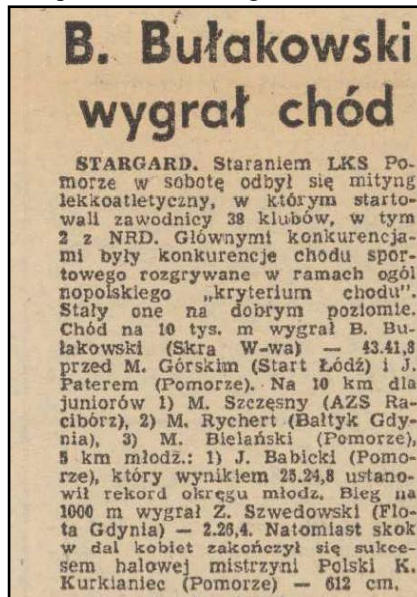 B. Bułakowski
wygrał chód
STARGARD. Staraniem LKS Po-
morze w sobotę odbył się mityng
lekkoatletyczny, w którym starto-
wali zawodnicy 38 klubów, w tym
2 z NRD. Głównymi konkurencja-
mi były konkurencje chodu spor-
towego rozgrywane w ramach ogól
nopolskiego „kryterium chodu".
Stały one na dobrym poziomie.
Chód na 10 tys. m wygrał B. Bu-
łakowski (Skra W-wa) — 43.41,8
przed M. Górskim (Start Łódź) i J.
Paterem (Pomorze). Na 10 km dla
juniorów 1) M. Szczęsny (AZS Ra-
cibórz), 2) M. Rychert (Bałtyk Gdy-
nia), 3) M. Bielański (Pomorze),
5 km młodz.: 1) J. Babicki (Pomo-
rze), który wynikiem 25.24,8 ustano-
wił rekord okręgu młodz. Bieg na
1000 m wygrał Z. Szwedowski (Flo-
ta Gdynia) — 2.26,4. Natomiast skok
w dal kobiet zakończył się sukce-
sem halowej mistrzyni Polski K.
Kurkianiec (Pomorze) — 612 cm.